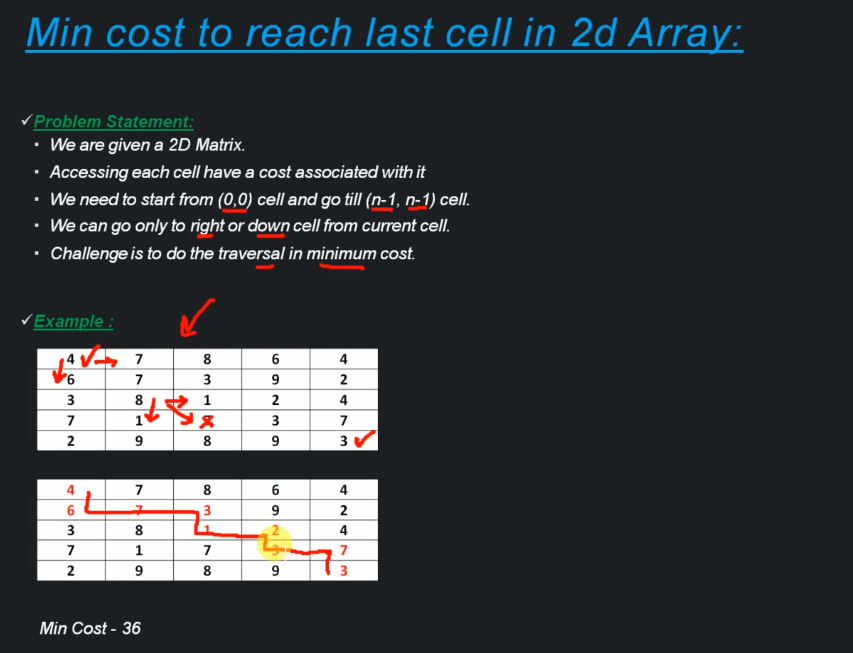 Min cost to reach last cell in 2d Array:
✓Problem Statement:
▪ We are given a 2D Matrix.
▪ Accessing each cell have a cost associated with it
▪ We need to start from (0,0) cell and go till (n-1, n-1) cell.
▪ We can go only to right or down cell from current cell.
▪ Challenge is to do the traversal in minimum cost.
✓Example :
4 7 8 6 4
6 7 3 9 2
3 8 1 2 4
7 1 3 7
2 9 8 9 3
4 7 8 6 4
6 7 3 9 2
3 8 1 2 4
7 1 7 3 7
2 9 8 9 3
Min Cost - 36